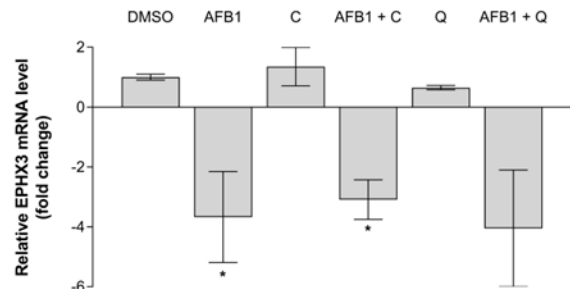 DMSO AFB1 C AFB1 + C Q AFB1 + Q
Relative EPHX3 mRNA level
(fold change)
2
0
-2
-4
-6
*
*